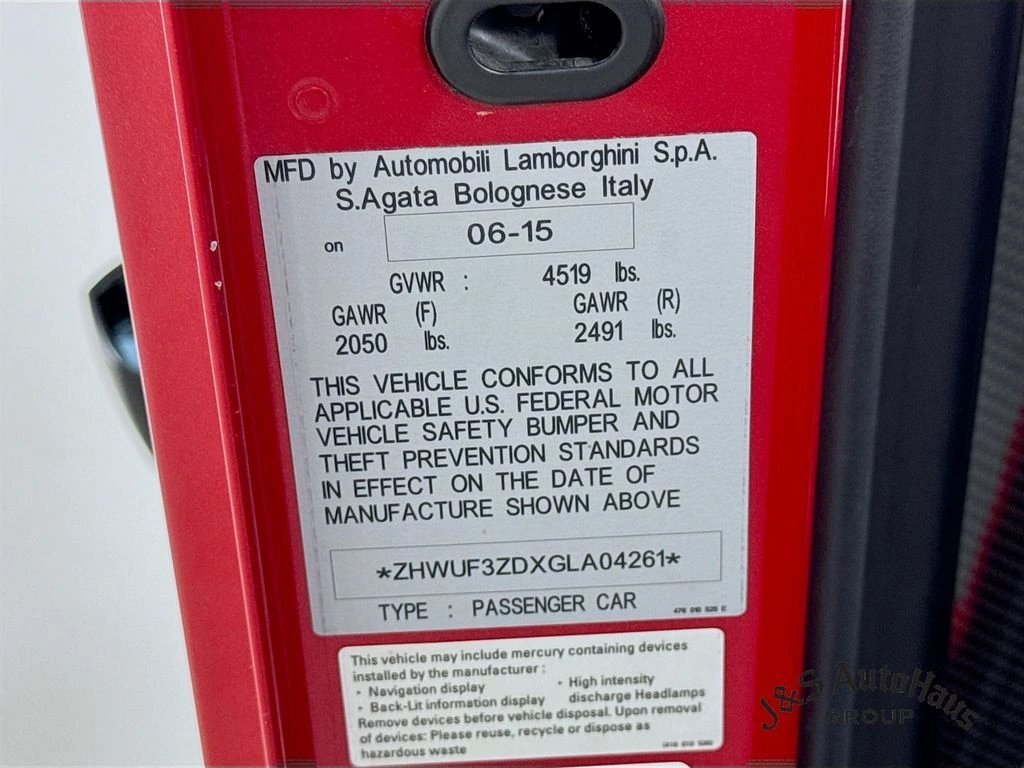 MFD by Automobili Lamborghini S.p.A.
S.Agata Bolognese Italy
on 06-15
GVWR : 4519 lbs.
GAWR (F) GAWR (R)
2050 lbs. 2491 lbs.
THIS VEHICLE CONFORMS TO ALL
APPLICABLE U.S. FEDERAL MOTOR
VEHICLE SAFETY BUMPER AND
THEFT PREVENTION STANDARDS
IN EFFECT ON THE DATE OF
MANUFACTURE SHOWN ABOVE
*ZHWUF3ZDXGLA04261*
TYPE : PASSENGER CAR
This vehicle may include mercury containing devices
installed by the manufacturer :
• Navigation display • High intensity
• Back-Lit information display discharge Headlamps
Remove devices before vehicle disposal. Upon removal
of devices: Please reuse, recycle or dispose as
hazardous waste
J&S AutoHaus
GROUP